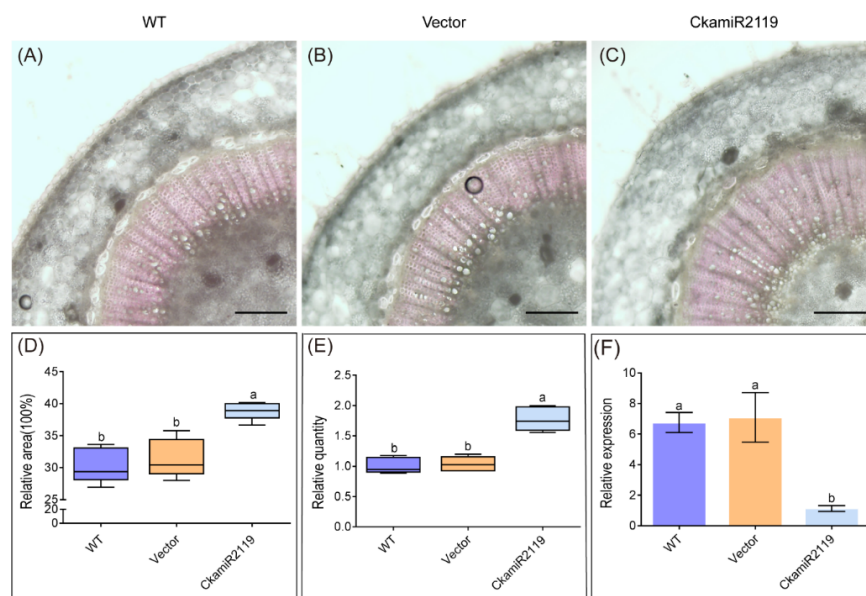 WT
Vector
CkamiR2119
(A)
(B)
(C)
(D)
Relative area(100%)
45
40
35
30
25
20
0
b
b
a
WT
Vector
CkamiR2119
(E)
Relative quantity
2.5
2.0
1.5
1.0
0.5
0.0
b
b
a
WT
Vector
CkamiR2119
(F)
Relative expression
10
8
6
4
2
0
a
a
b
WT
Vector
CkamiR2119